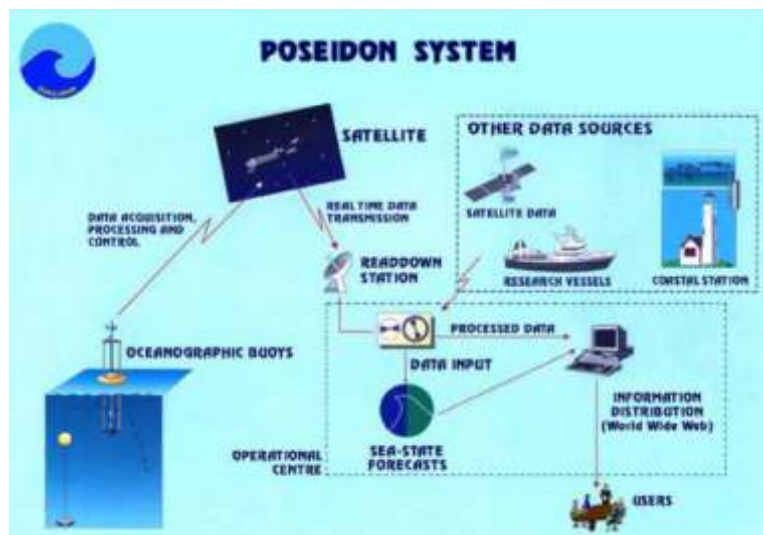 POSEIDON SYSTEM
SATELLITE
OTHER DATA SOURCES
SATELLITE DATA
DATA ACQUISITION,
PROCESSING AND
CONTROL
REAL TIME DATA
TRANSMISSION
READDOWN
STATION
RESEARCH VESSELS
COASTAL STATION
OCEANOGRAPHIC BUOYS
PROCESSED DATA
DATA INPUT
INFORMATION
DISTRIBUTION
(World Wide Web)
OPERATIONAL
CENTRE
SEA-STATE
FORECASTS
USERS